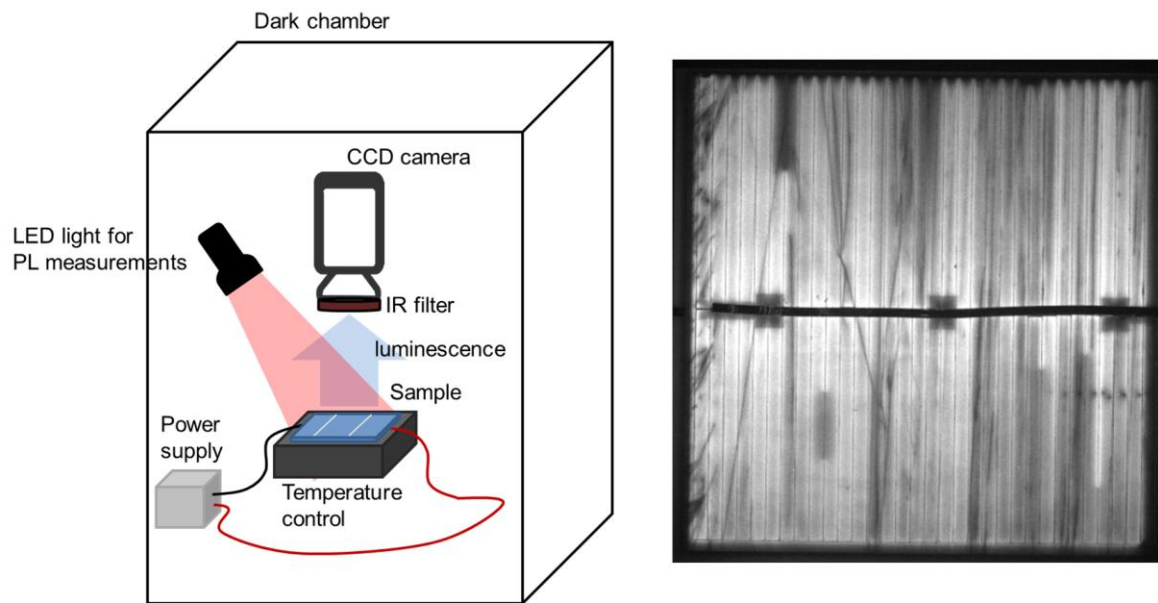 Dark chamber
CCD camera
LED light for
PL measurements
IR filter
luminescence
Sample
Power
supply
Temperature
control